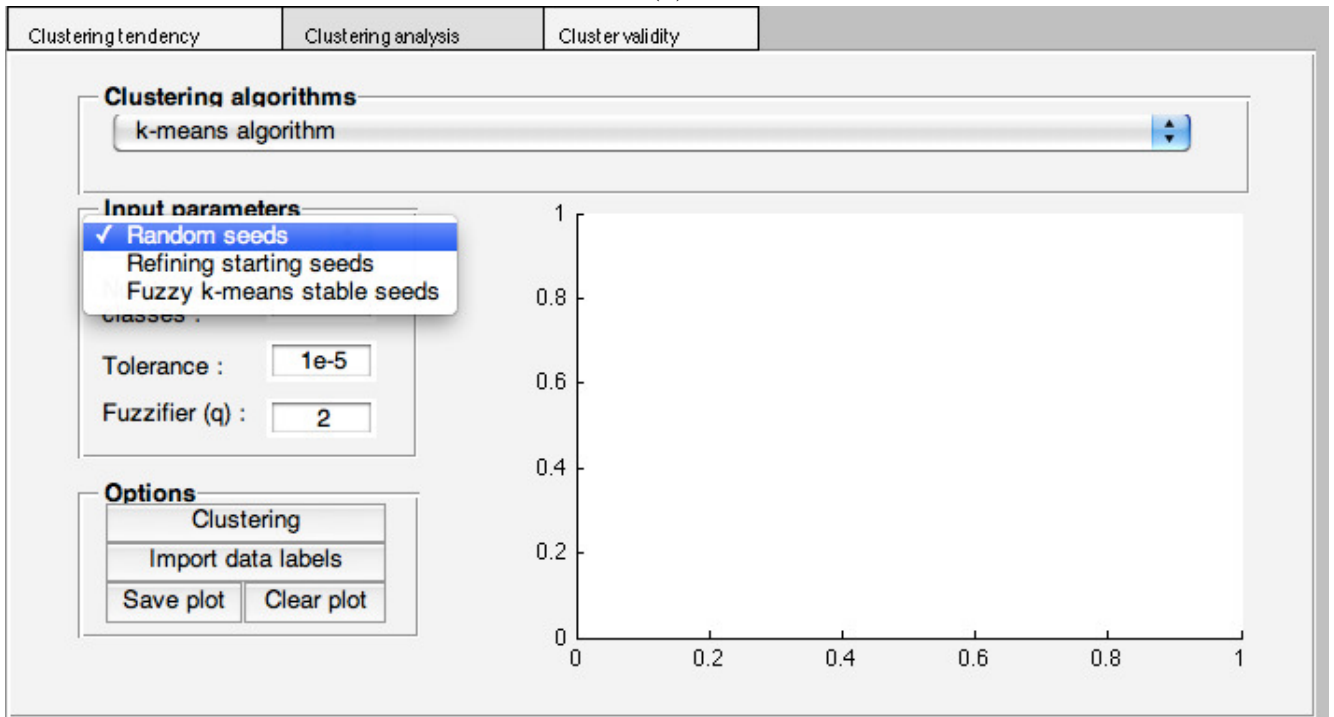 Clustering tendency Clustering analysis Cluster validity
Clustering algorithms
k-means algorithm
Input parameters
✓ Random seeds
Refining starting seeds
Fuzzy k-means stable seeds
classes :
Tolerance : 1e-5
Fuzzifier (q) : 2
Options
Clustering
Import data labels
Save plot Clear plot
1
0.8
0.6
0.4
0.2
0
0 0.2 0.4 0.6 0.8 1